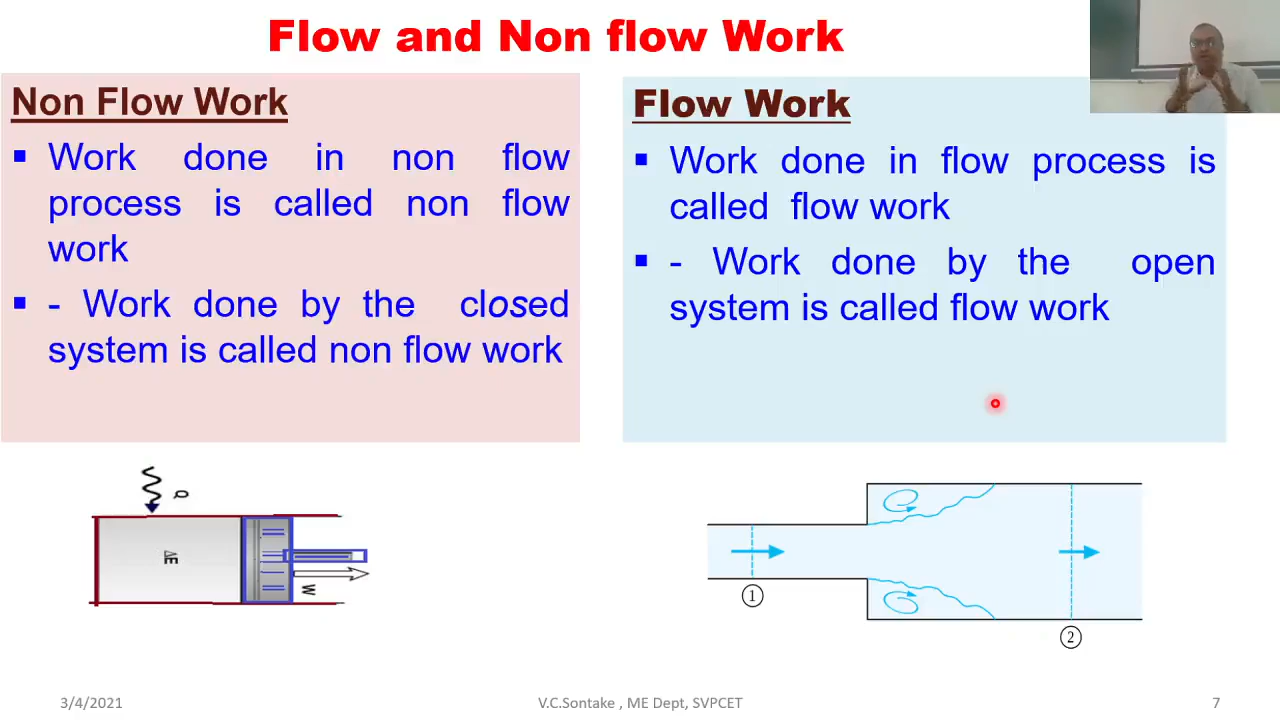 Flow and Non flow Work
Non Flow Work
▪ Work done in non flow
process is called non flow
work
▪ - Work done by the closed
system is called non flow work
Flow Work
▪ Work done in flow process is
called flow work
▪ - Work done by the open
system is called flow work
Q
ΔE
W
1
2
3/4/2021
V.C.Sontake , ME Dept, SVPCET
7